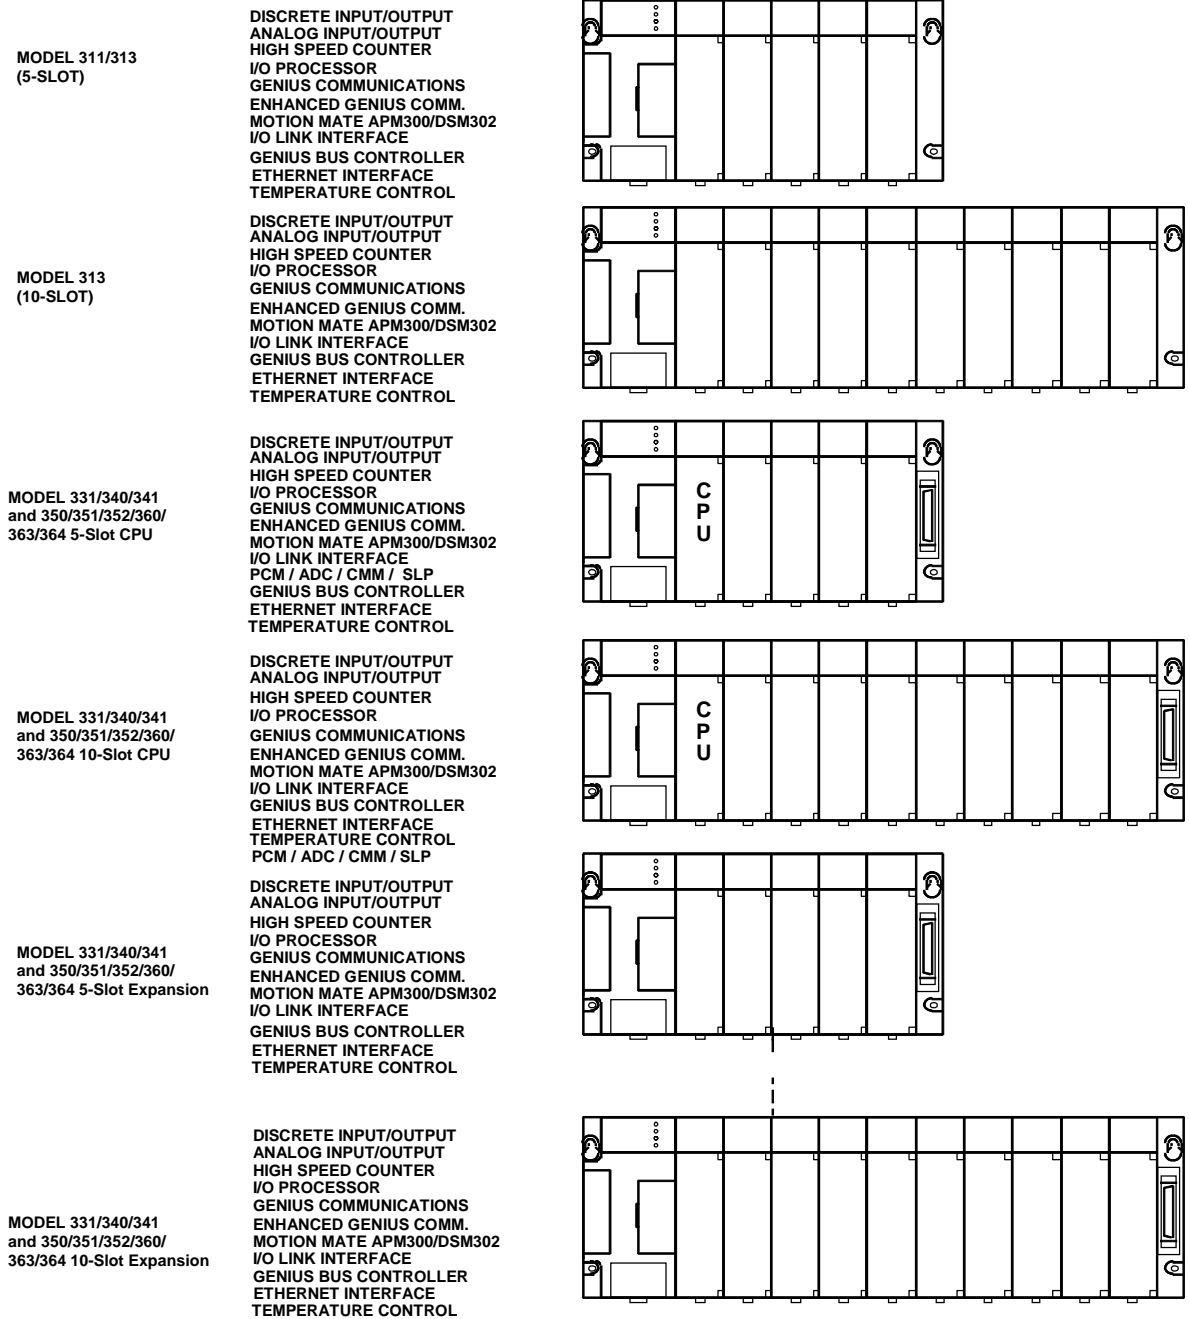 MODEL 311/313
(5-SLOT)
DISCRETE INPUT/OUTPUT
ANALOG INPUT/OUTPUT
HIGH SPEED COUNTER
I/O PROCESSOR
GENIUS COMMUNICATIONS
ENHANCED GENIUS COMM.
MOTION MATE APM300/DSM302
I/O LINK INTERFACE
GENIUS BUS CONTROLLER
ETHERNET INTERFACE
TEMPERATURE CONTROL
MODEL 313
(10-SLOT)
DISCRETE INPUT/OUTPUT
ANALOG INPUT/OUTPUT
HIGH SPEED COUNTER
I/O PROCESSOR
GENIUS COMMUNICATIONS
ENHANCED GENIUS COMM.
MOTION MATE APM300/DSM302
I/O LINK INTERFACE
GENIUS BUS CONTROLLER
ETHERNET INTERFACE
TEMPERATURE CONTROL
MODEL 331/340/341
and 350/351/352/360/
363/364 5-Slot CPU
DISCRETE INPUT/OUTPUT
ANALOG INPUT/OUTPUT
HIGH SPEED COUNTER
I/O PROCESSOR
GENIUS COMMUNICATIONS
ENHANCED GENIUS COMM.
MOTION MATE APM300/DSM302
I/O LINK INTERFACE
PCM / ADC / CMM / SLP
GENIUS BUS CONTROLLER
ETHERNET INTERFACE
TEMPERATURE CONTROL
C
P
U
MODEL 331/340/341
and 350/351/352/360/
363/364 10-Slot CPU
DISCRETE INPUT/OUTPUT
ANALOG INPUT/OUTPUT
HIGH SPEED COUNTER
I/O PROCESSOR
GENIUS COMMUNICATIONS
ENHANCED GENIUS COMM.
MOTION MATE APM300/DSM302
I/O LINK INTERFACE
GENIUS BUS CONTROLLER
ETHERNET INTERFACE
TEMPERATURE CONTROL
PCM / ADC / CMM / SLP
C
P
U
MODEL 331/340/341
and 350/351/352/360/
363/364 5-Slot Expansion
DISCRETE INPUT/OUTPUT
ANALOG INPUT/OUTPUT
HIGH SPEED COUNTER
I/O PROCESSOR
GENIUS COMMUNICATIONS
ENHANCED GENIUS COMM.
MOTION MATE APM300/DSM302
I/O LINK INTERFACE
GENIUS BUS CONTROLLER
ETHERNET INTERFACE
TEMPERATURE CONTROL
MODEL 331/340/341
and 350/351/352/360/
363/364 10-Slot Expansion
DISCRETE INPUT/OUTPUT
ANALOG INPUT/OUTPUT
HIGH SPEED COUNTER
I/O PROCESSOR
GENIUS COMMUNICATIONS
ENHANCED GENIUS COMM.
MOTION MATE APM300/DSM302
I/O LINK INTERFACE
GENIUS BUS CONTROLLER
ETHERNET INTERFACE
TEMPERATURE CONTROL